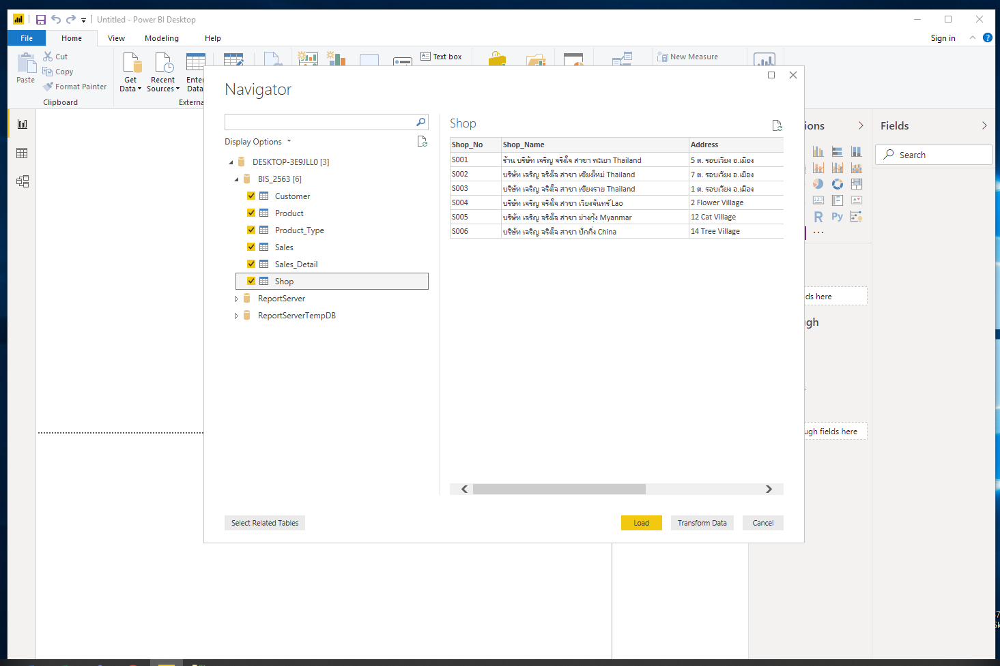 Untitled - Power BI Desktop
File
Home
View
Modeling
Help
Sign in
Paste
Cut
Copy
Format Painter
Clipboard
Get
Data
Recent
Sources
Enter
Data
Externa
Text box
New Measure
Navigator
Display Options
DESKTOP-3E9JLL0 [3]
BIS_2563 [6]
Customer
Product
Product_Type
Sales
Sales_Detail
Shop
ReportServer
ReportServerTempDB
Shop
Shop_No Shop_Name Address
S001 ร้าน บริษัท เจริญ จริงใจ สาขา พะเยา Thailand 5 ต. รอบเวียง อ.เมือง
S002 บริษัท เจริญ จริงใจ สาขา เชียงใหม่ Thailand 7 ต. รอบเวียง อ.เมือง
S003 บริษัท เจริญ จริงใจ สาขา เชียงราย Thailand 1 ต. รอบเวียง อ.เมือง
S004 บริษัท เจริญ จริงใจ สาขา เวียงจันทร์ Lao 2 Flower Village
S005 บริษัท เจริญ จริงใจ สาขา ย่างกุ้ง Myanmar 12 Cat Village
S006 บริษัท เจริญ จริงใจ สาขา ปักกิ่ง China 14 Tree Village
Select Related Tables
Load
Transform Data
Cancel
ions
123
R
Py
ds here
gh
ugh fields here
Fields
Search